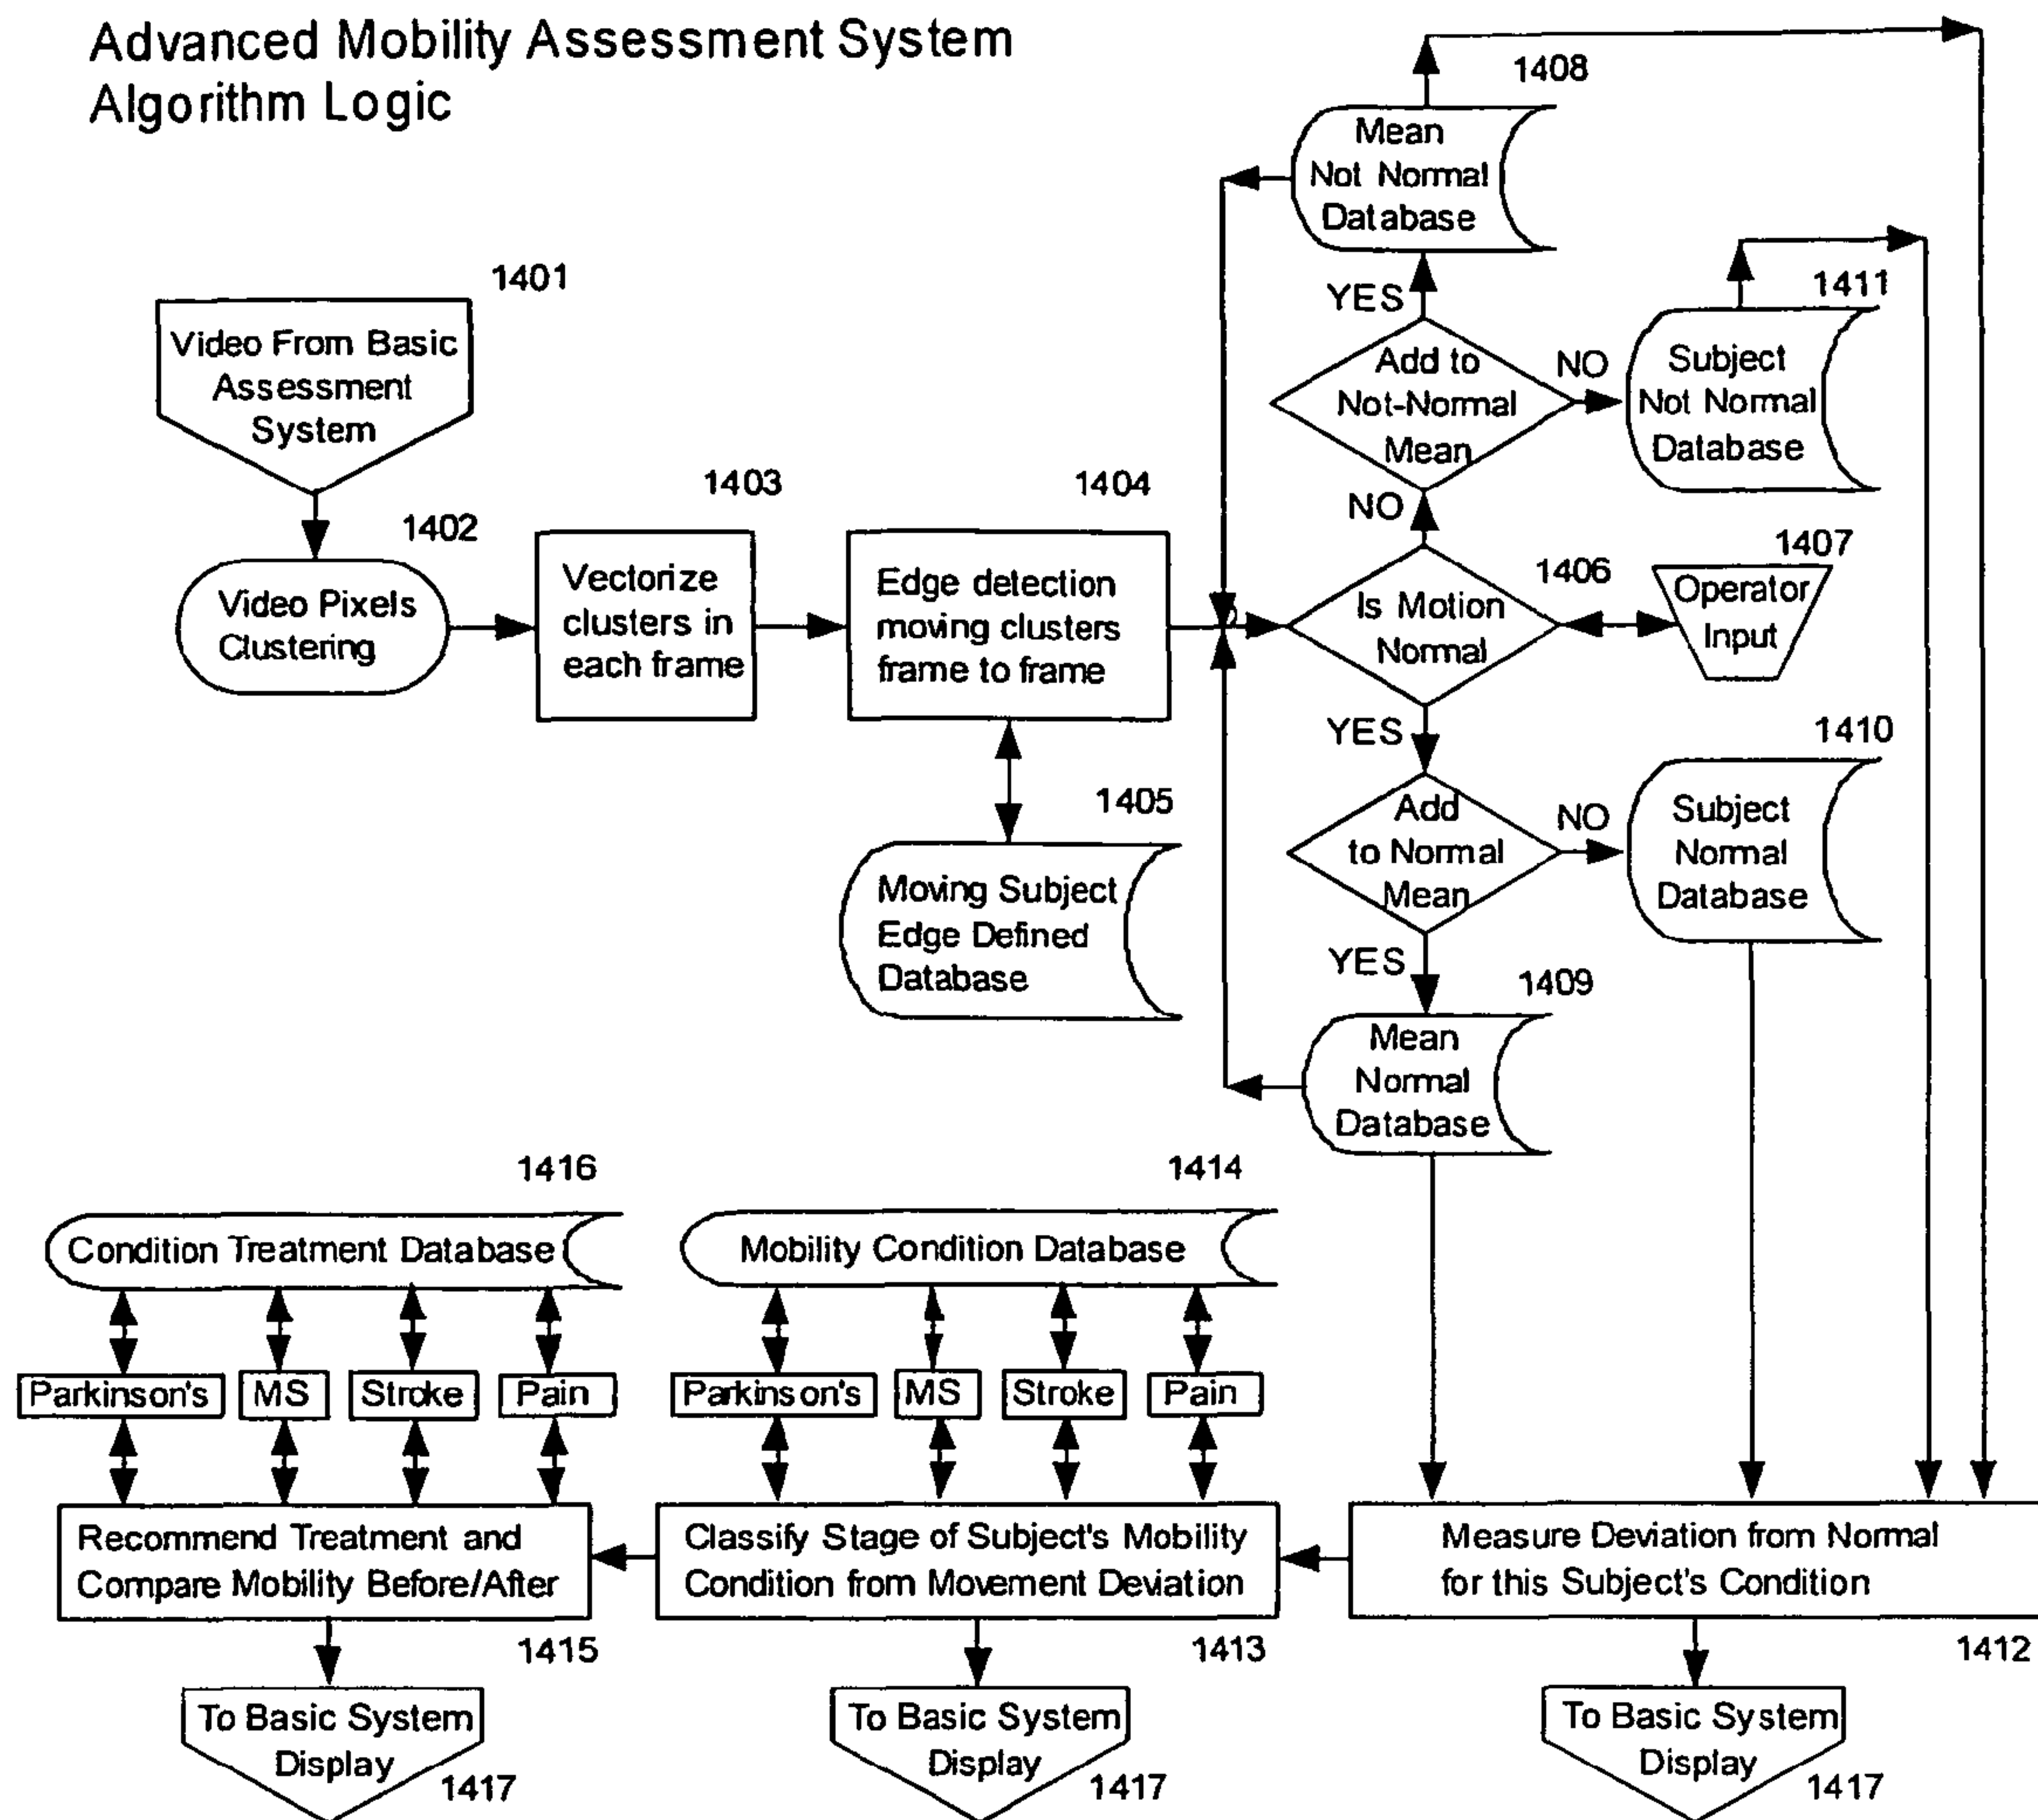 Advanced Mobility Assessment System
Algorithm Logic
1401
Video From Basic
Assessment
System
1402
Video Pixels
Clustering
1403
Vectorize
clusters in
each frame
1404
Edge detection
moving clusters
frame to frame
1405
Moving Subject
Edge Defined
Database
1408
Mean
Not Normal
Database
YES
Add to
Not-Normal
Mean
NO
1411
Subject
Not Normal
Database
NO
1406
Is Motion
Normal
1407
Operator
Input
YES
Add
to Normal
Mean
NO
1410
Subject
Normal
Database
YES
1409
Mean
Normal
Database
1416
Condition Treatment Database
Parkinson's
MS
Stroke
Pain
1414
Mobility Condition Database
Parkinson's
MS
Stroke
Pain
Recommend Treatment and
Compare Mobility Before/After
1415
Classify Stage of Subject's Mobility
Condition from Movement Deviation
1413
Measure Deviation from Normal
for this Subject's Condition
1412
To Basic System
Display
1417
To Basic System
Display
1417
To Basic System
Display
1417